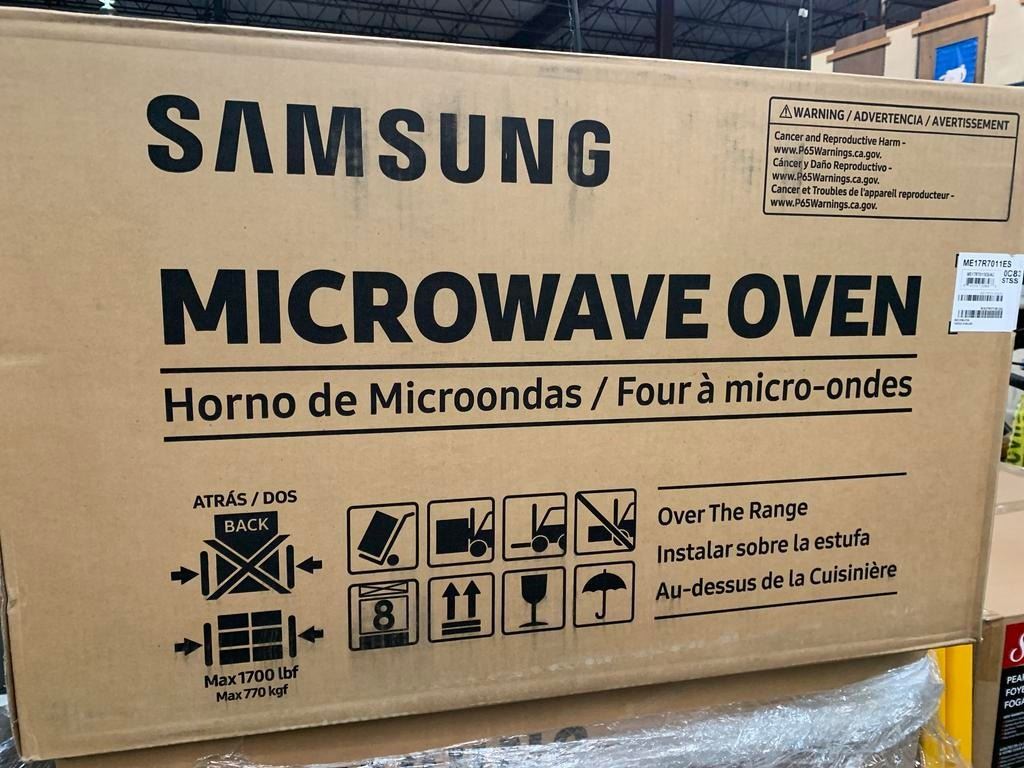 SAMSUNG
⚠WARNING / ADVERTENCIA / AVERTISSEMENT
Cancer and Reproductive Harm -
www.P65Warnings.ca.gov.
Cáncer y Daño Reproductivo -
www.P65Warnings.ca.gov.
Cancer et Troubles de l'appareil reproducteur -
www.P65Warnings.ca.gov.
ME17R7011ES
MICROWAVE OVEN
Horno de Microondas / Four à micro-ondes
ATRÁS / DOS
BACK
8
Max 1700 lbf
Max 770 kgf
Over The Range
Instalar sobre la estufa
Au-dessus de la Cuisinière